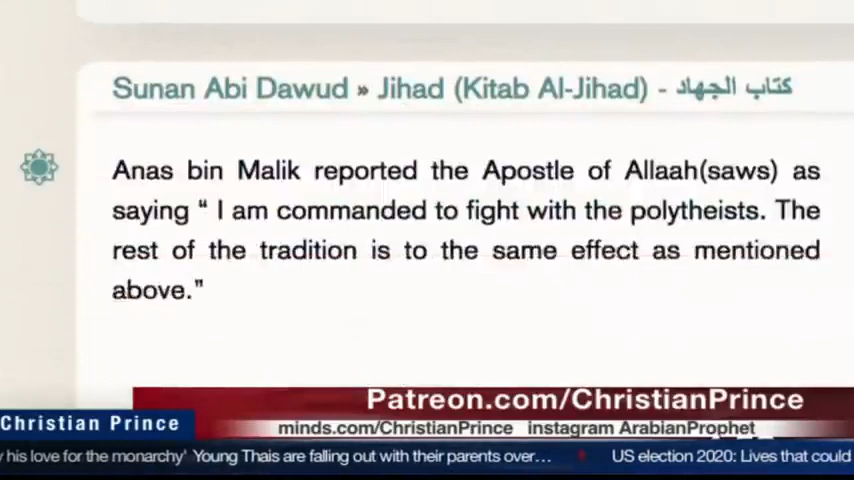 Sunan Abi Dawud » Jihad (Kitab Al-Jihad) - كتاب الجهاد
Anas bin Malik reported the Apostle of Allaah(saws) as
saying “ I am commanded to fight with the polytheists. The
rest of the tradition is to the same effect as mentioned
above.”
Patreon.com/ChristianPrince
Christian Prince
minds.com/ChristianPrince instagram ArabianProphet
his love for the monarchy' Young Thais are falling out with their parents over... US election 2020: Lives that could